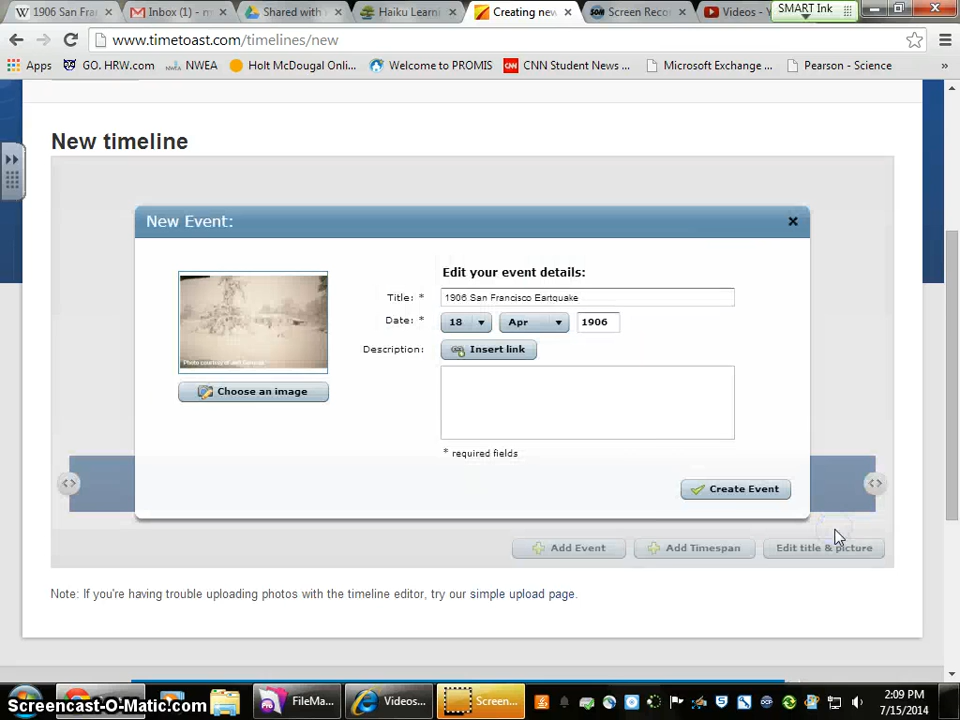 1906 San Fra
Inbox (1) - m
Shared with
Haiku Learni
Creating new
Screen Reco
Videos - Y
SMART Ink
www.timetoast.com/timelines/new
Apps
GO. HRW.com
NWEA
Holt McDougal Onli...
Welcome to PROMIS
CNN Student News ...
Microsoft Exchange ...
Pearson - Science
»
New timeline
New Event:
Edit your event details:
Title: *
1906 San Francisco Eartquake
Date: *
18
Apr
1906
Description:
Insert link
Choose an image
* required fields
Create Event
Add Event
Add Timespan
Edit title & picture
Note: If you're having trouble uploading photos with the timeline editor, try our simple upload page.
FileMa...
Videos...
Screen...
2:09 PM
7/15/2014
Screencast-O-Matic.com